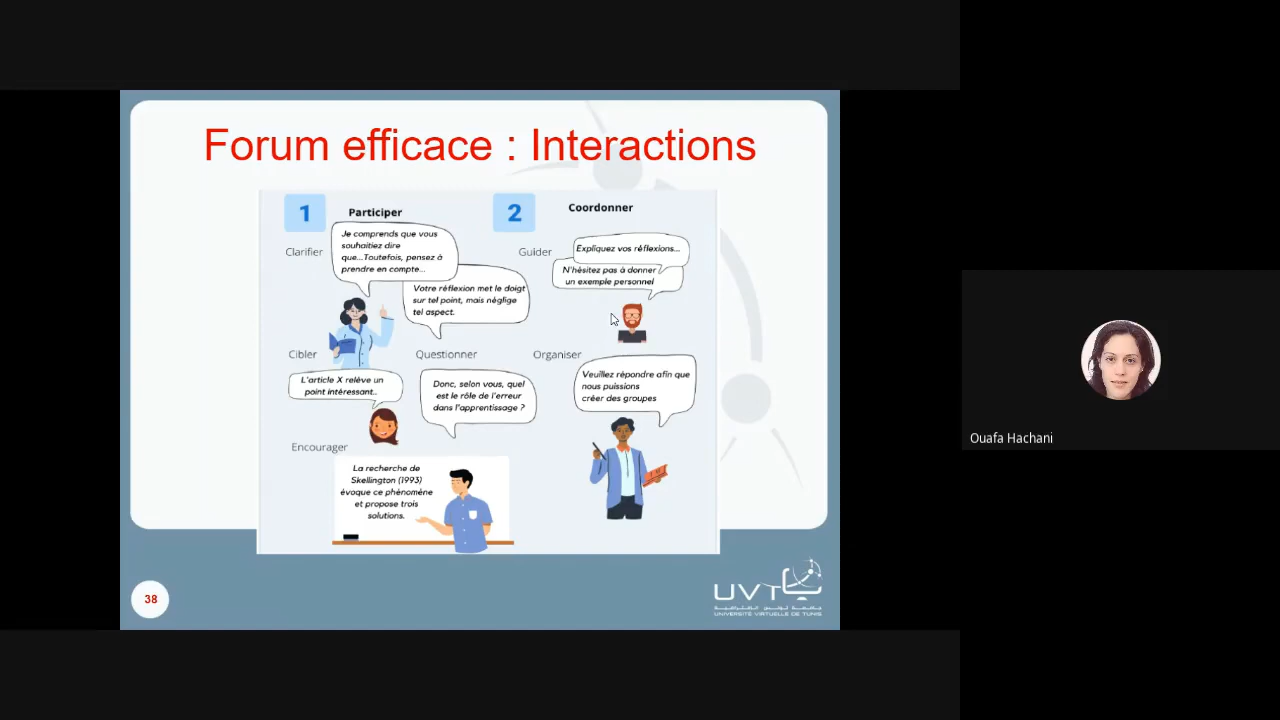 Forum efficace : Interactions
1
Participer
2
Coordonner
Clarifier
Je comprends que vous
souhaitiez dire
que...Toutefois, pensez à
prendre en compte...
Votre réflexion met le doigt
sur tel point, mais néglige
tel aspect.
Guider
Expliquez vos réflexions...
N'hésitez pas à donner
un exemple personnel
Cibler
L'article X relève un
point intéressant..
Questionner
Donc, selon vous, quel
est le rôle de l'erreur
dans l'apprentissage ?
Organiser
Veuillez répondre afin que
nous puissions
créer des groupes
Encourager
La recherche de
Skellington (1993)
évoque ce phénomène
et propose trois
solutions.
38
UVT
UNIVERSITÉ VIRTUELLE DE TUNIS
Ouafa Hachani